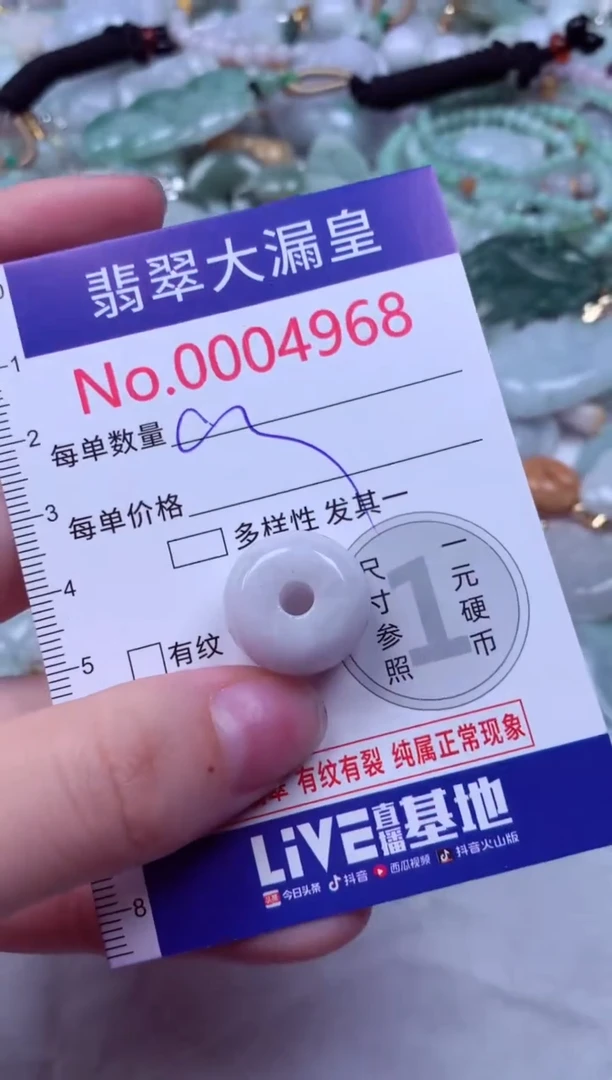 翡翠大漏皇
No.0004968
1
2
每单数量
3
每单价格
多样性 发其一
4
尺寸参照
1
一元硬币
5
有纹
有纹有裂 纯属正常现象
LiVE直播基地
今日头条 抖音 西瓜视频 抖音火山版
8